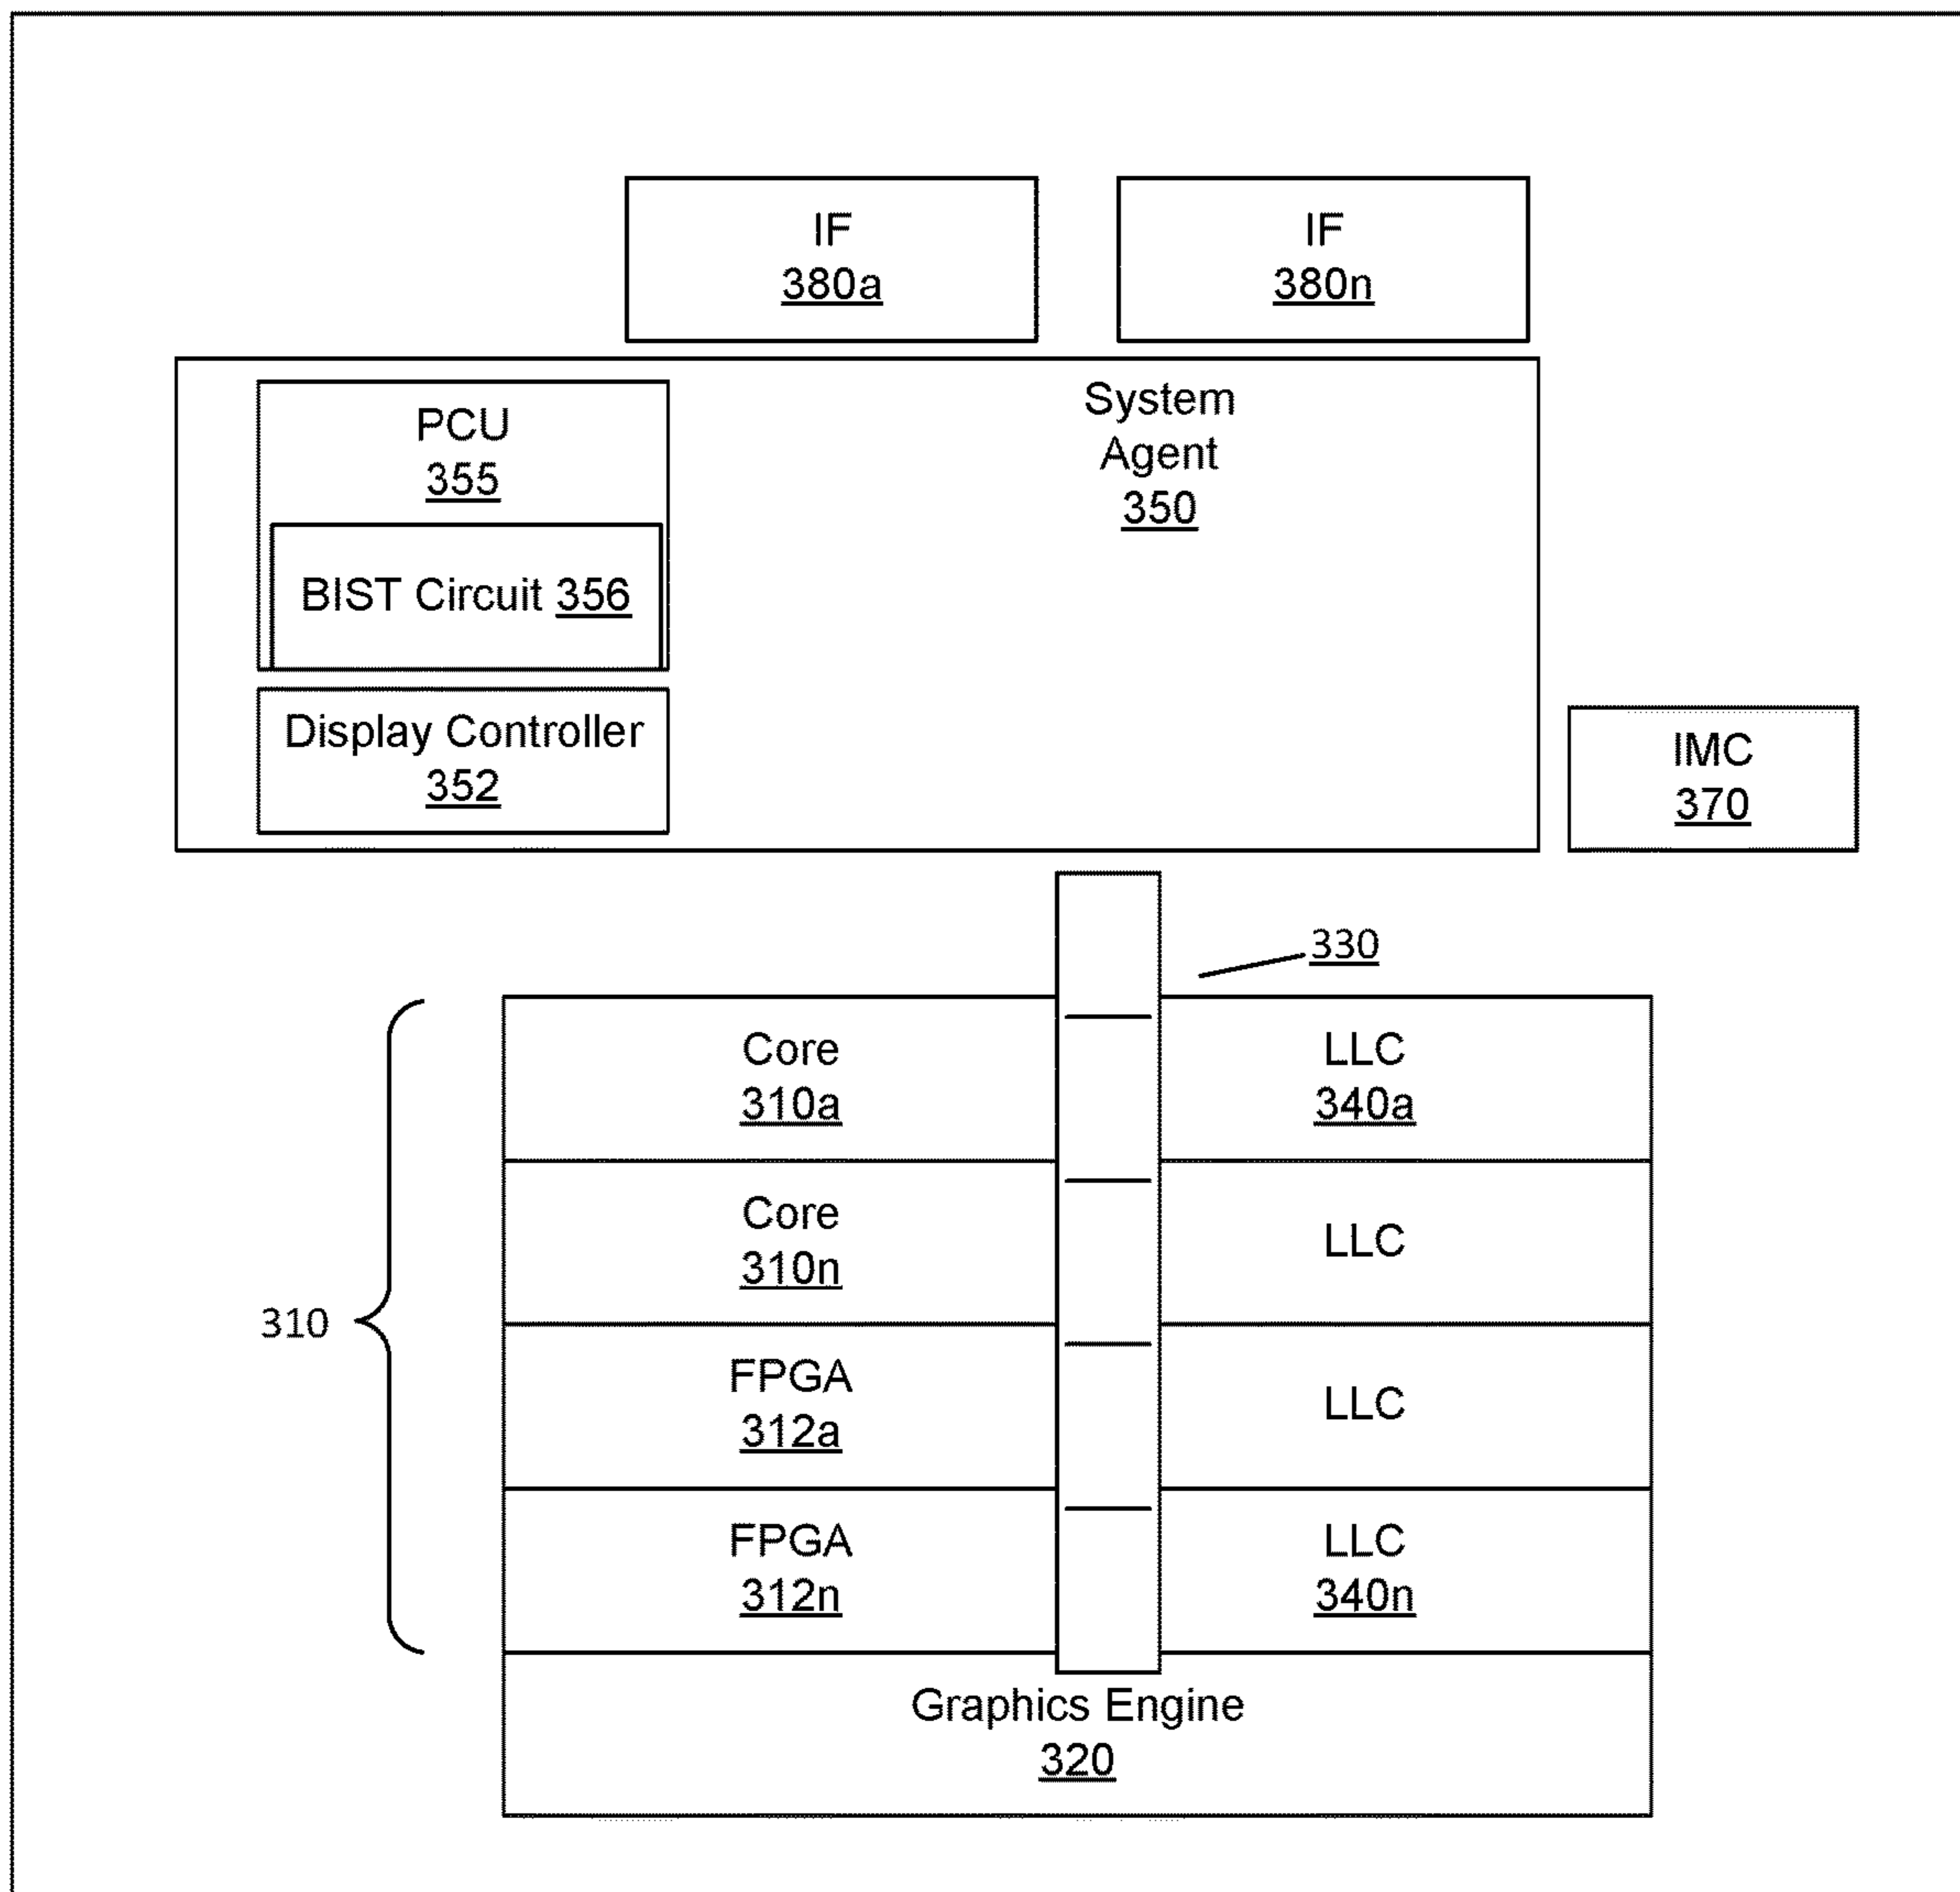 IF
380a
IF
380n
System
Agent
350
PCU
355
BIST Circuit 356
Display Controller
352
IMC
370
330
310
Core
310a
LLC
340a
Core
310n
LLC
FPGA
312a
LLC
FPGA
312n
LLC
340n
Graphics Engine
320